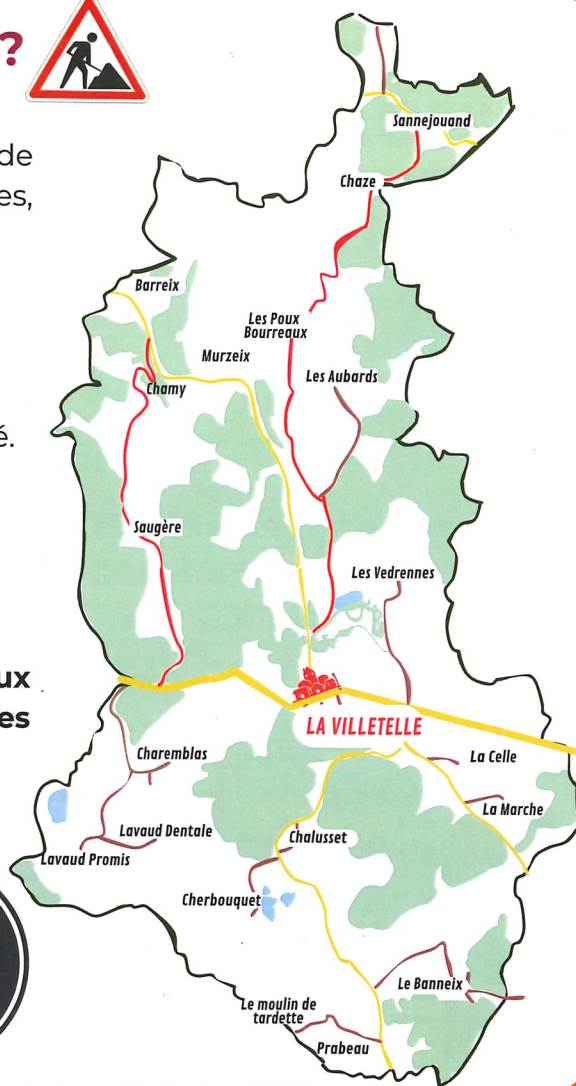 ?
de
es,
é.
ux
es
Sannejouand
Chaze
Barreix
Les Poux
Bourreaux
Murzeix
Les Aubards
Chamy
Saugère
Les Vedrennes
LA VILLETELLE
Charemblas
La Celle
La Marche
Lavaud Dentale
Chalusset
Lavaud Promis
Cherbouquet
Le Banneix
Le moulin de
tardette
Prabeau